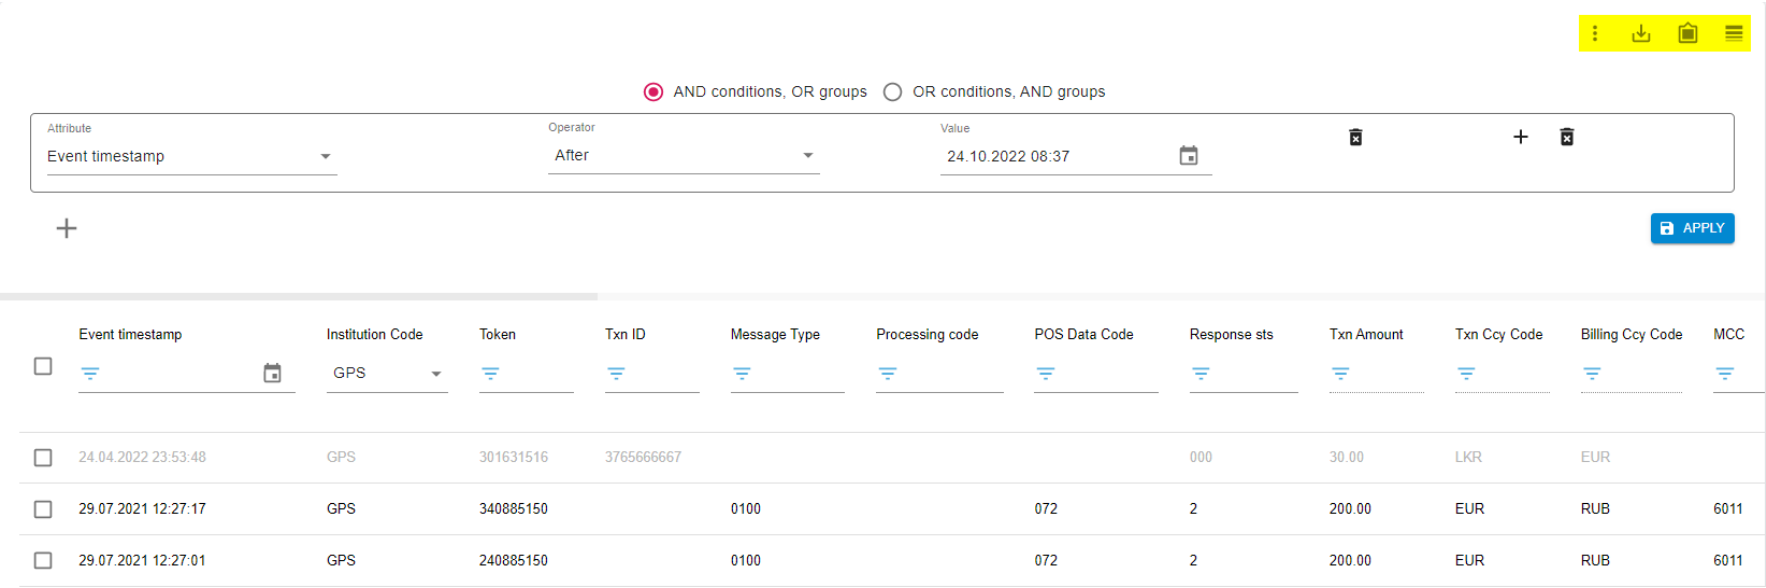 AND conditions, OR groups OR conditions, AND groups
Attribute Operator Value
Event timestamp After 24.10.2022 08:37
APPLY
Event timestamp Institution Code Token Txn ID Message Type Processing code POS Data Code Response sts Txn Amount Txn Ccy Code Billing Ccy Code MCC
GPS
24.04.2022 23:53:48 GPS 301631516 3765666667 000 30.00 LKR EUR
29.07.2021 12:27:17 GPS 340885150 0100 072 2 200.00 EUR RUB 6011
29.07.2021 12:27:01 GPS 240885150 0100 072 2 200.00 EUR RUB 6011